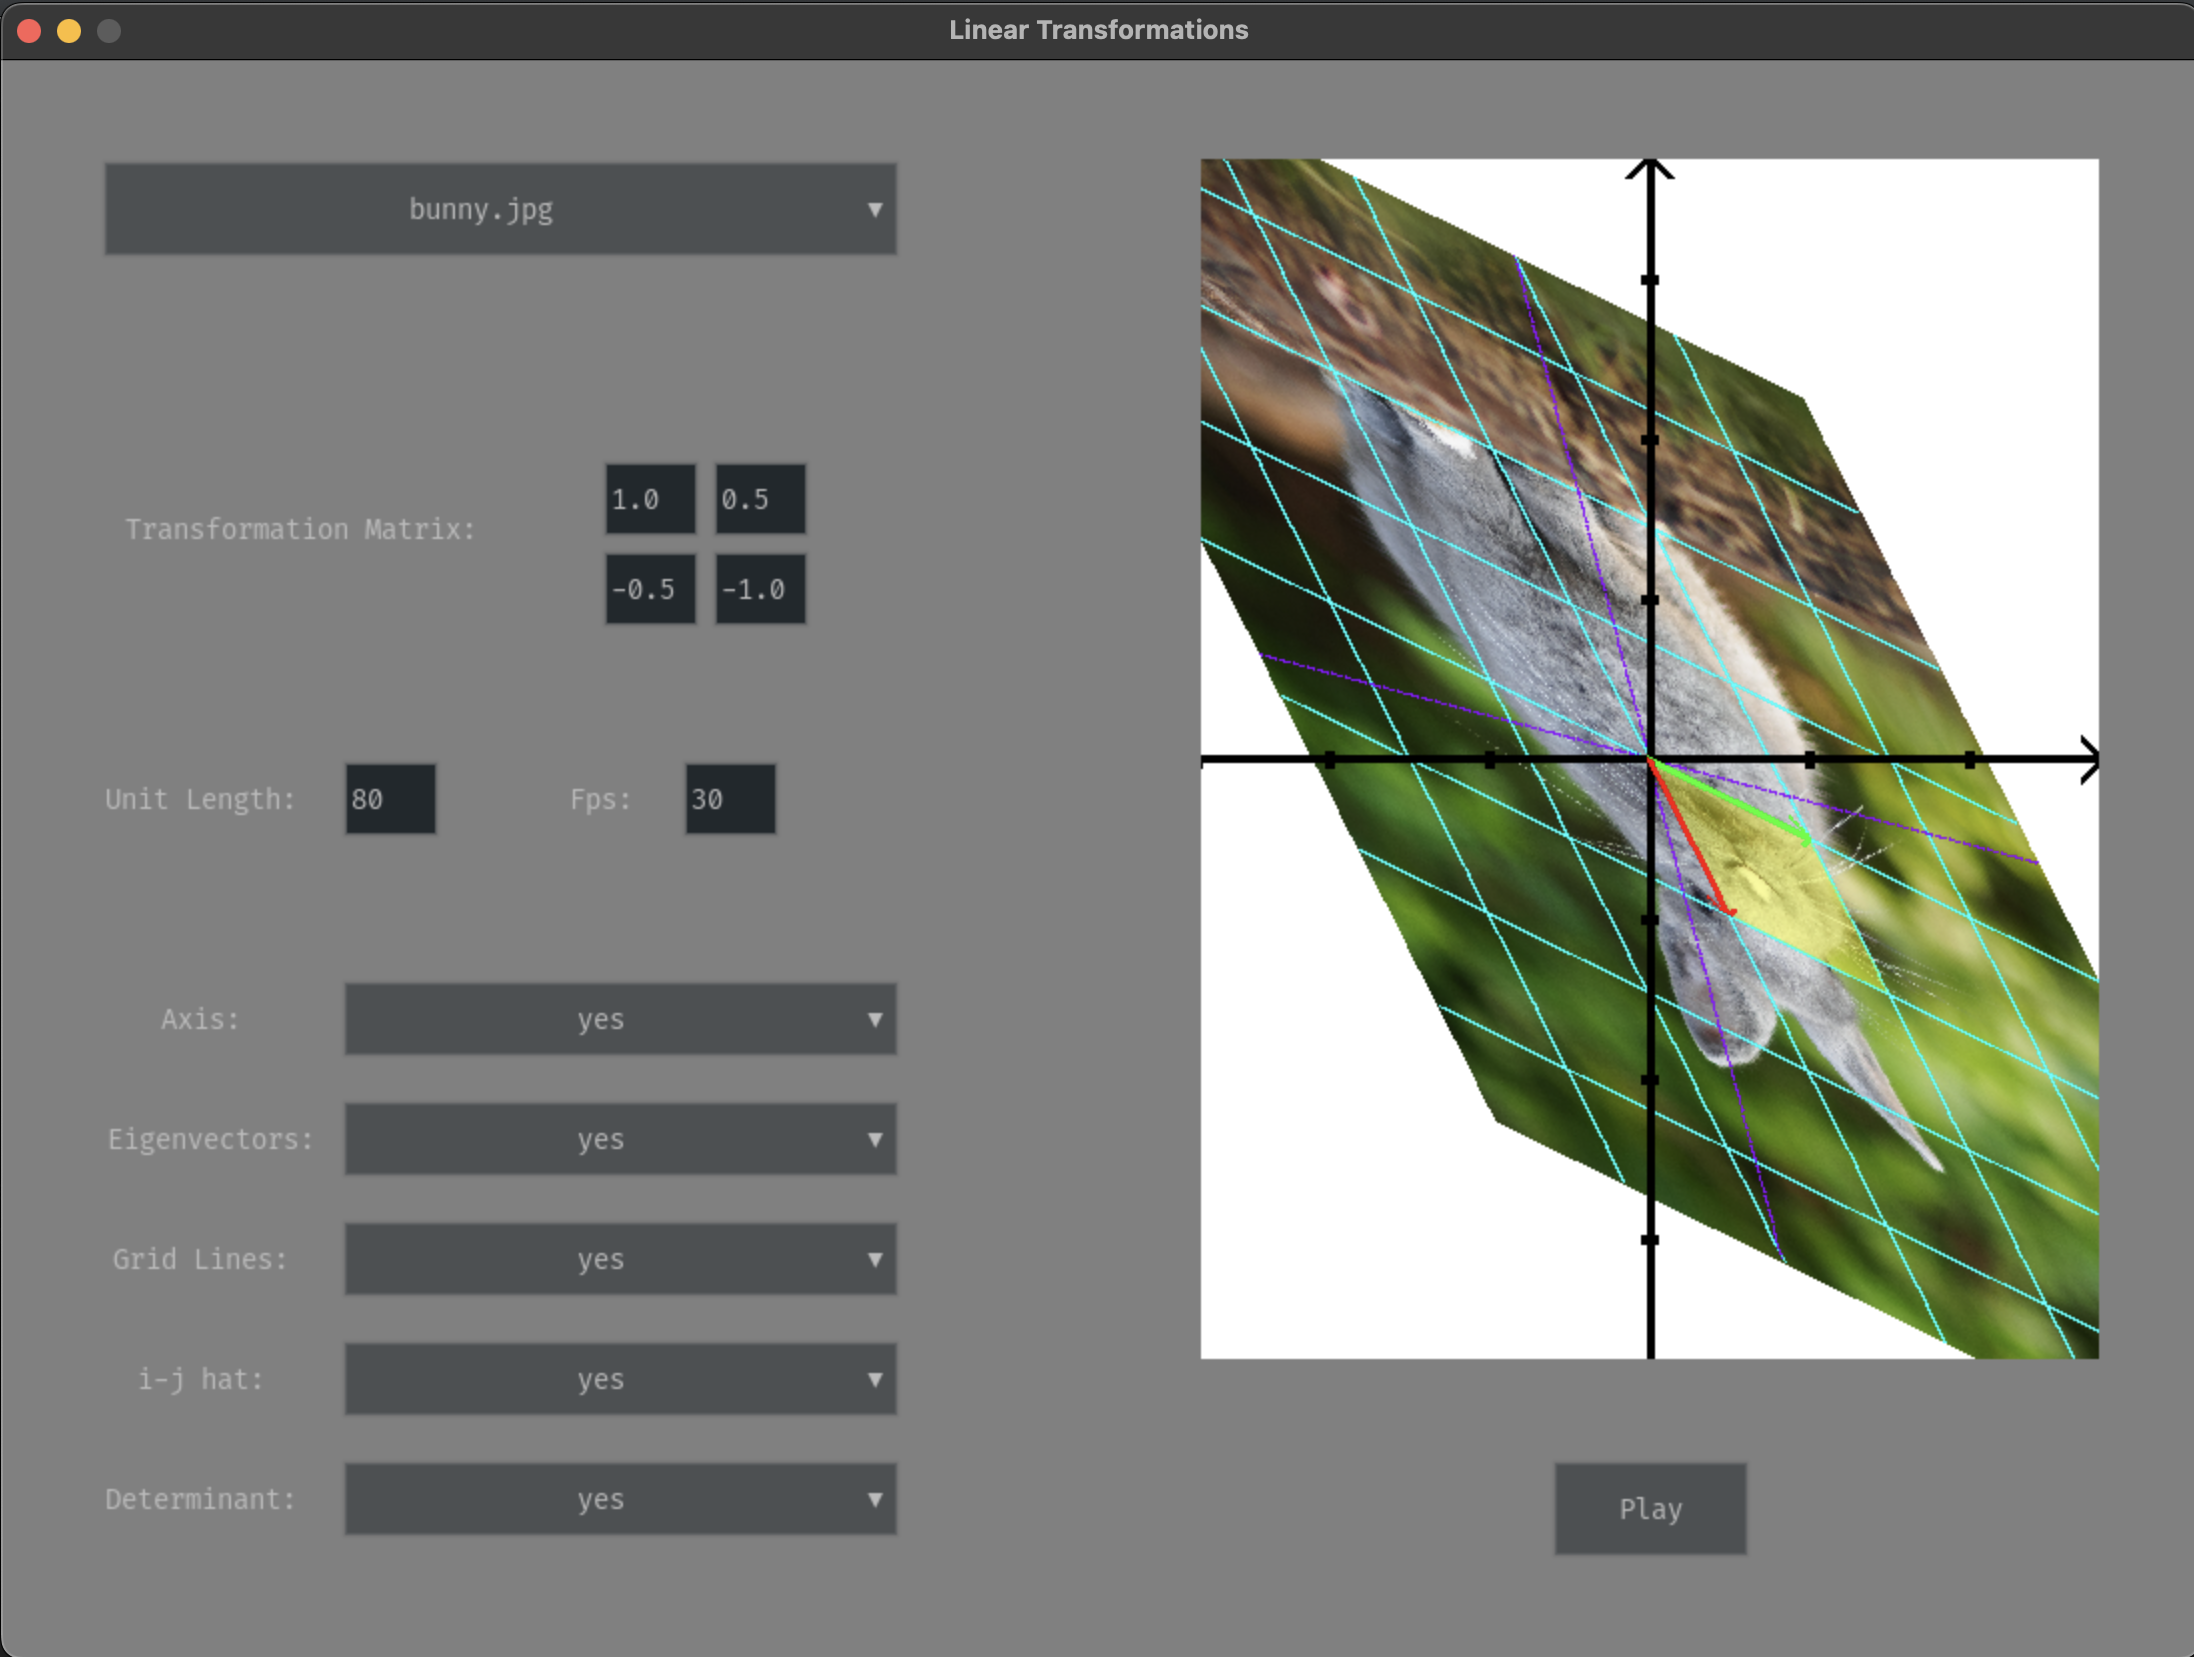 Linear Transformations
bunny.jpg ▼
Transformation Matrix:
1.0 0.5
-0.5 -1.0
Unit Length: 80 Fps: 30
Axis: yes ▼
Eigenvectors: yes ▼
Grid Lines: yes ▼
i-j hat: yes ▼
Determinant: yes ▼
Play